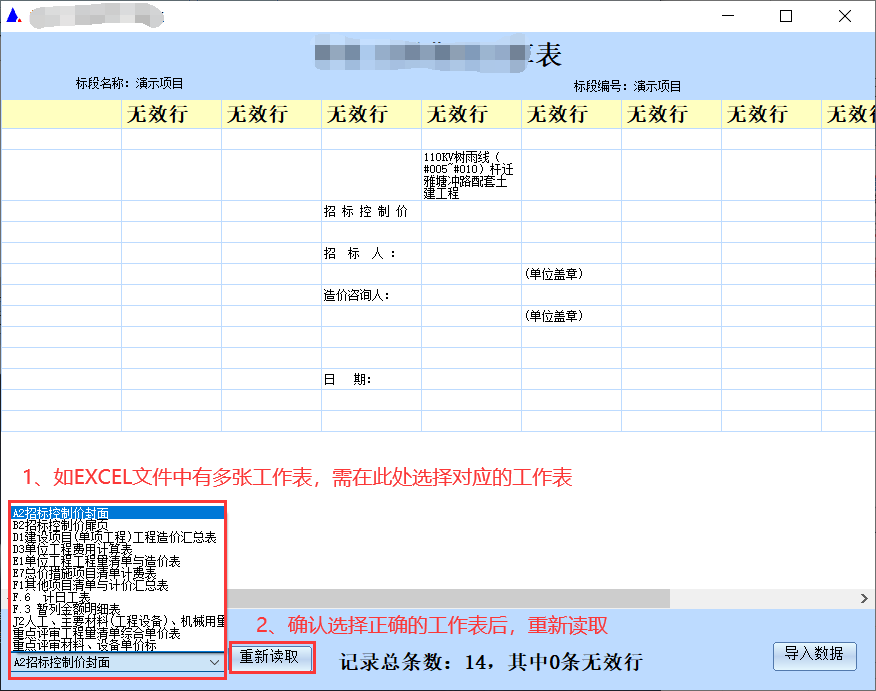 表
标段名称：演示项目 标段编号：演示项目
无效行 无效行 无效行 无效行 无效行 无效行 无效行 无效行
110KV树雨线（
#005~#010）杆迁
雅塘冲路配套土
建工程
招 标 控 制 价
招 标 人：
(单位盖章)
造价咨询人：
(单位盖章)
日 期：
1、如EXCEL文件中有多张工作表，需在此处选择对应的工作表
A2招标控制价封面
B2招标控制价扉页
D1建设项目(单项工程)工程造价汇总表
D3单位工程费用计算表
E1单位工程工程量清单与造价表
E7总价措施项目清单计费表
F1其他项目清单与计价汇总表
F.6 计日工表
F.3 暂列金额明细表
J2人工、主要材料(工程设备)、机械用量
重点评审工程量清单综合单价表
重点评审材料、设备单价标
A2招标控制价封面
2、确认选择正确的工作表后，重新读取
重新读取
记录总条数：14，其中0条无效行
导入数据